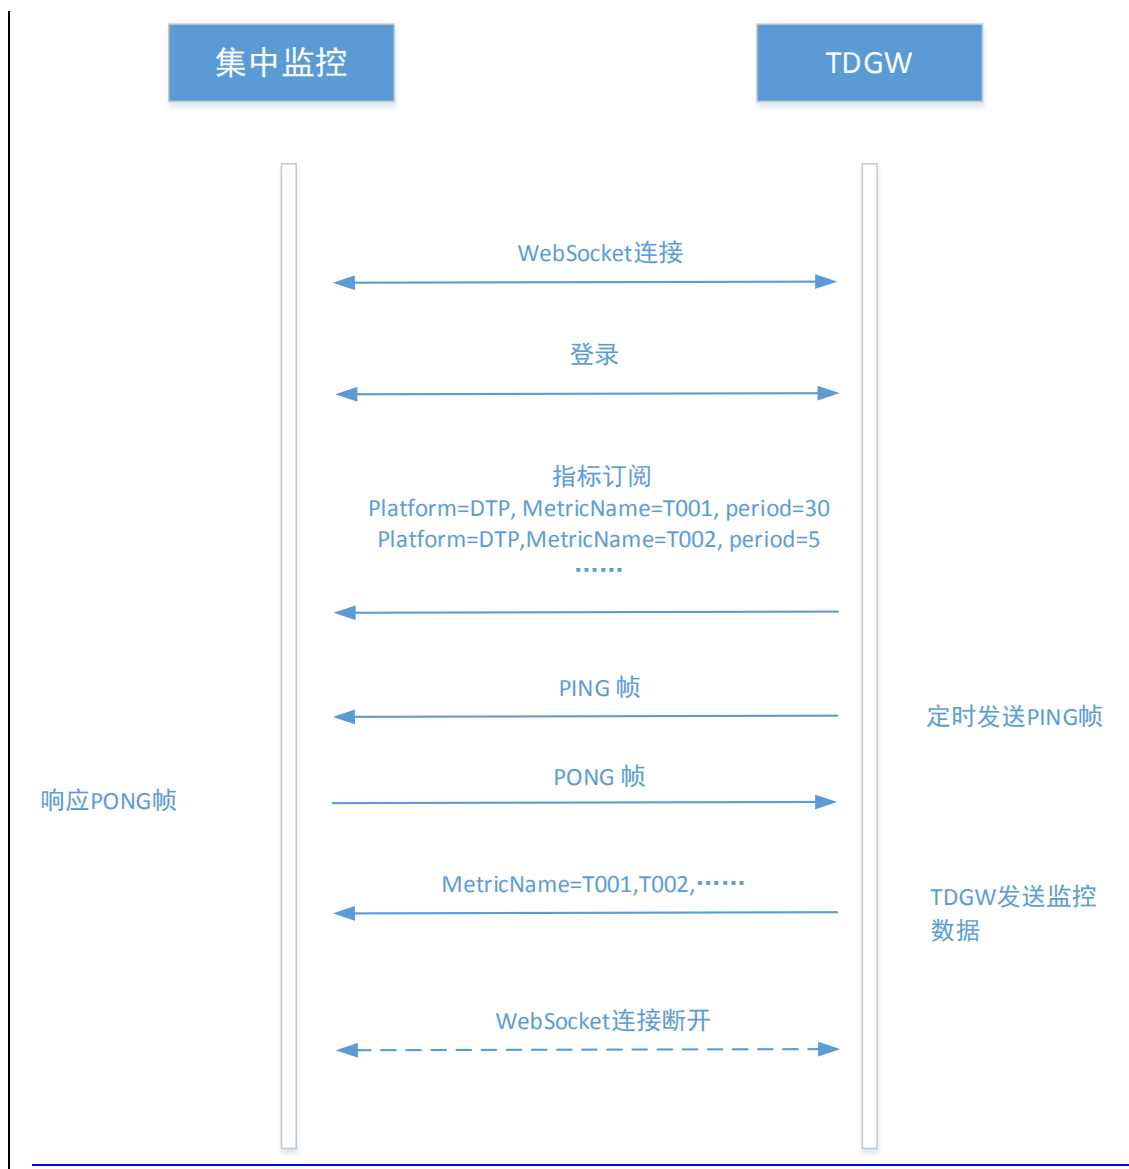 集中监控
TDGW
WebSocket连接
登录
指标订阅
Platform=DTP, MetricName=T001, period=30
Platform=DTP,MetricName=T002, period=5
……
PING 帧
定时发送PING帧
PONG 帧
响应PONG帧
MetricName=T001,T002,……
TDGW发送监控
数据
WebSocket连接断开